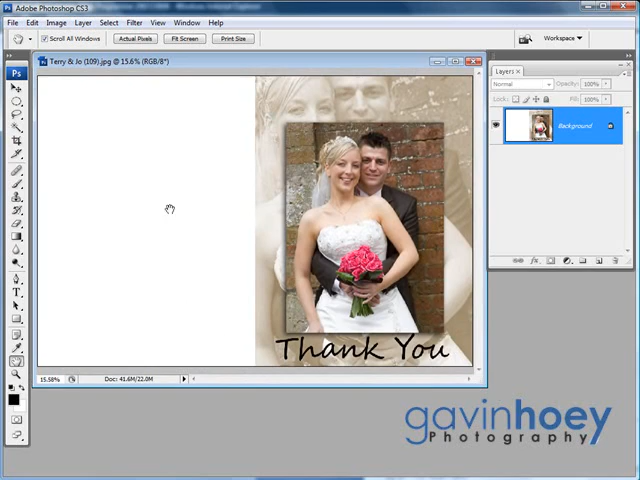 Adobe Photoshop CS3
File Edit Image Layer Select Filter View Window Help
Scroll All Windows Actual Pixels Fit Screen Print Size Workspace
Terry & Jo (109).jpg @ 15.6% (RGB/8*)
Layers
Normal Opacity: 100%
Lock: Fill: 100%
Background
Thank You
15.58% Doc: 41.6M/22.0M
gavinhoey
Photography
Ps